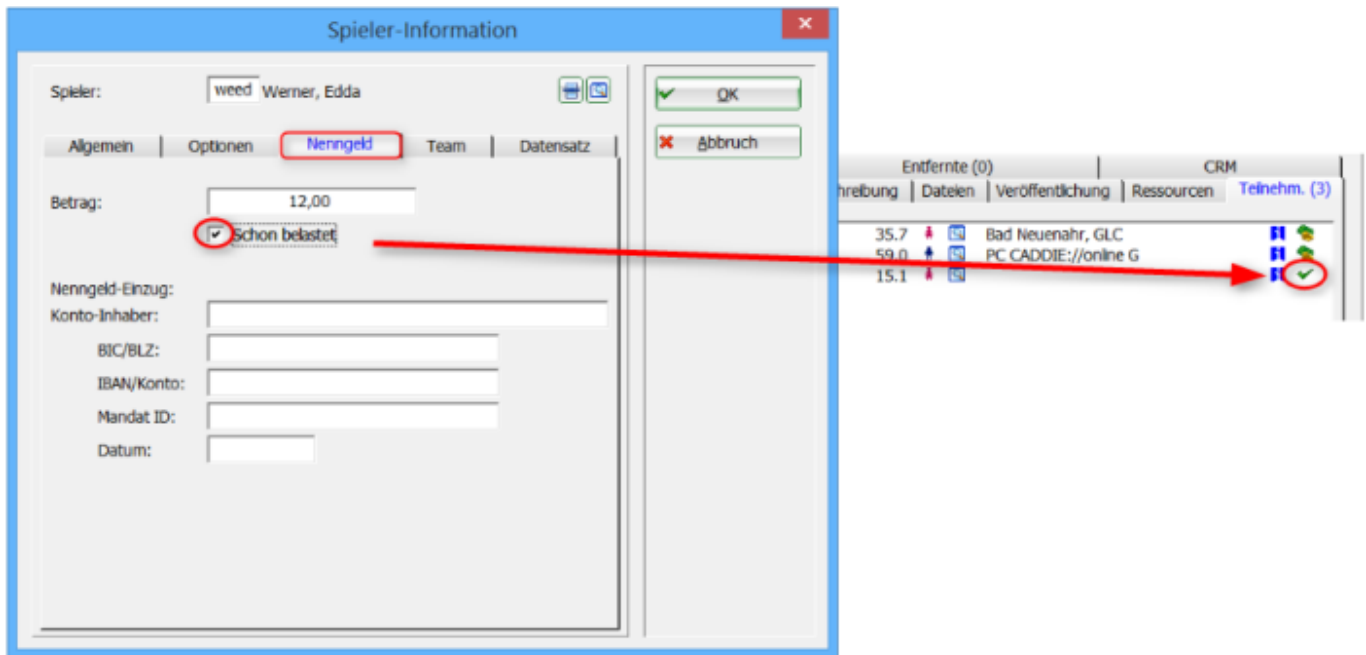 Spieler-Information
Spieler: weed Werner, Edda
OK
Abbruch
Allgemein Optionen Nenngeld Team Datensatz
Betrag: 12,00
Schon belastet
Nenngeld-Einzug:
Konto-Inhaber:
BIC/BLZ:
IBAN/Konto:
Mandat ID:
Datum:
Entfernte (0) CRM
hreibung Dateien Veröffentlichung Ressourcen Teilnehm. (3)
35.7 Bad Neuenahr, GLC
59.0 PC CADDIE://online G
15.1